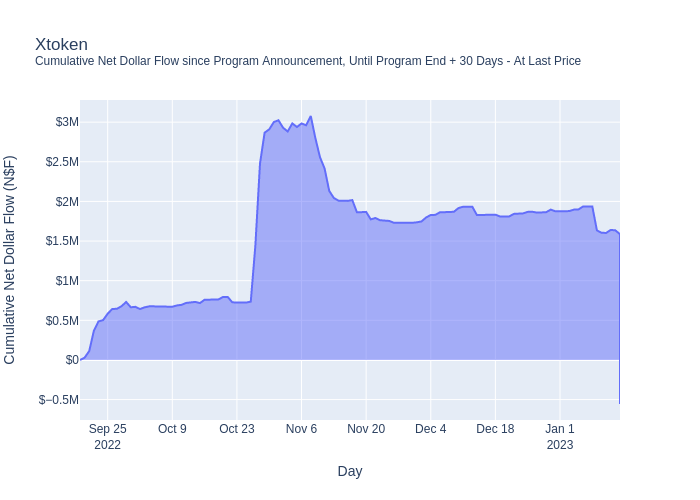 Xtoken
Cumulative Net Dollar Flow since Program Announcement, Until Program End + 30 Days - At Last Price
Cumulative Net Dollar Flow (N$F)
$3M
$2.5M
$2M
$1.5M
$1M
$0.5M
$0
$−0.5M
Sep 25 Oct 9 Oct 23 Nov 6 Nov 20 Dec 4 Dec 18 Jan 1
2022 2023
Day